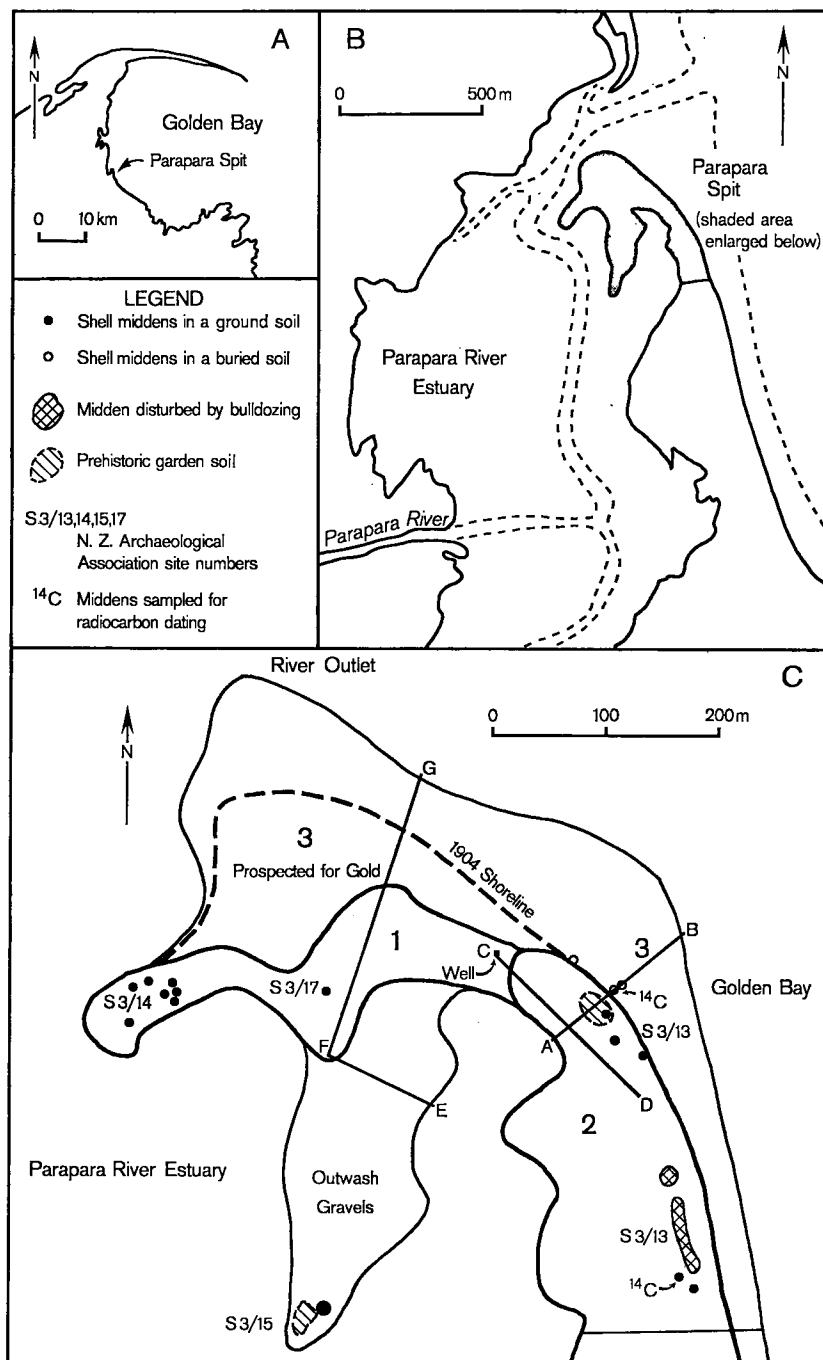 A
N
Golden Bay
Parapara Spit
0 10 km
B
0 500 m
N
Parapara
Spit
(shaded area
enlarged below)
Parapara River
Estuary
Parapara River
LEGEND
Shell middens in a ground soil
Shell middens in a buried soil
Midden disturbed by bulldozing
Prehistoric garden soil
S.3/13,14,15,17
N. Z. Archaeological
Association site numbers
14C Middens sampled for
radiocarbon dating
River Outlet
C
N
0 100 200 m
G
3
Prospected for Gold
1904 Shoreline
1
C
Well
3
B
Golden Bay
S3/14
S3/17
14C
S3/13
F
A
E
D
2
Parapara River Estuary
Outwash
Gravels
S3/13
14C
S3/15